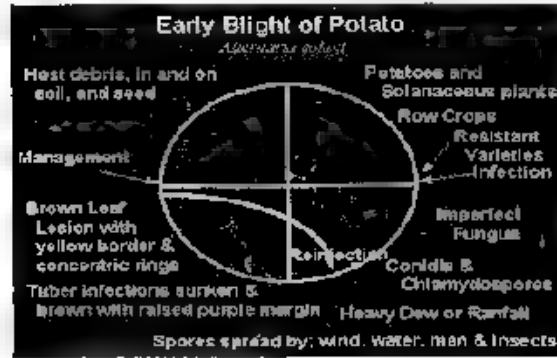 Early Blight of Potato
Alternaria solani
Host debris, in and on
soil, and seed
Potatoes and
Solanaceous plants
Row Crops
Resistant
Varieties
Management
Infection
Brown Leaf
Lesion with
yellow border &
concentric rings
Imperfect
Fungus
Reinfection
Conidia &
Chlamydospores
Tuber infections sunken &
brown with raised purple margin
Heavy Dew or Rainfall
Spores spread by; wind, water, man & insects